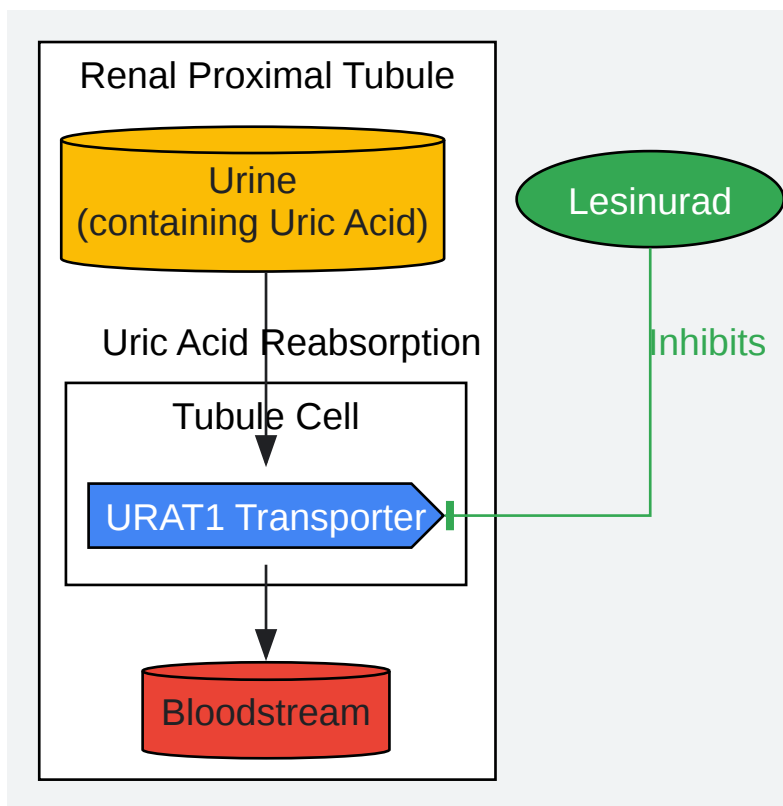 Renal Proximal Tubule
Urine
(containing Uric Acid)
Lesinurad
Uric Acid Reabsorption
Inhibits
Tubule Cell
URAT1 Transporter
Bloodstream